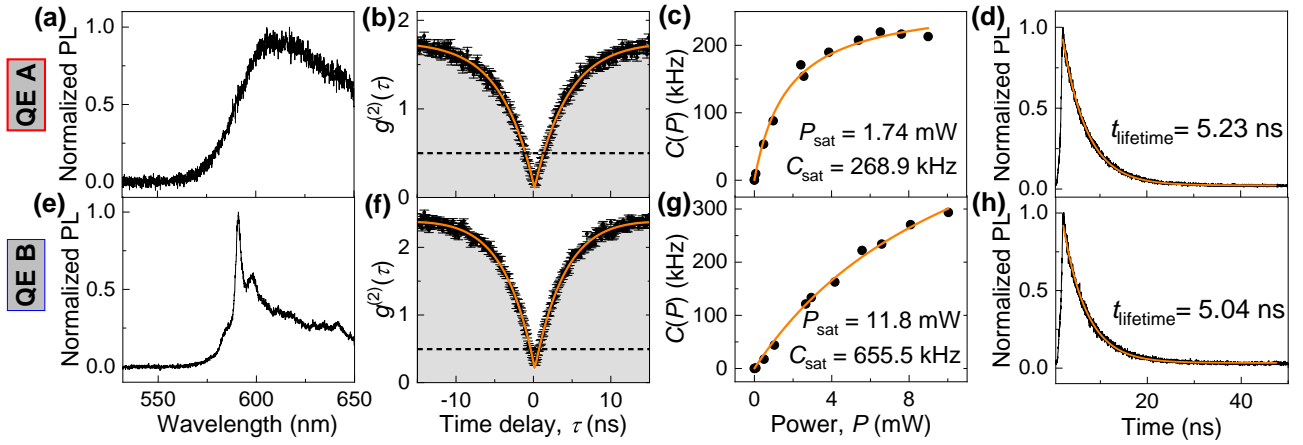 (a) (b) (c) (d)
QE A
Normalized PL
1.0
0.5
0.0
g(2)(τ)
2
1
0
C(P) (kHz)
200
100
0
Psat = 1.74 mW
Csat = 268.9 kHz
Normalized PL
1.0
0.5
0.0
tlifetime= 5.23 ns
(e) (f) (g) (h)
QE B
Normalized PL
1.0
0.5
0.0
550 600 650
Wavelength (nm)
g(2)(τ)
2
1
0
-10 0 10
Time delay, τ (ns)
C(P) (kHz)
300
200
100
0
Psat = 11.8 mW
Csat = 655.5 kHz
0 4 8
Power, P (mW)
Normalized PL
1.0
0.5
0.0
tlifetime= 5.04 ns
20 40
Time (ns)